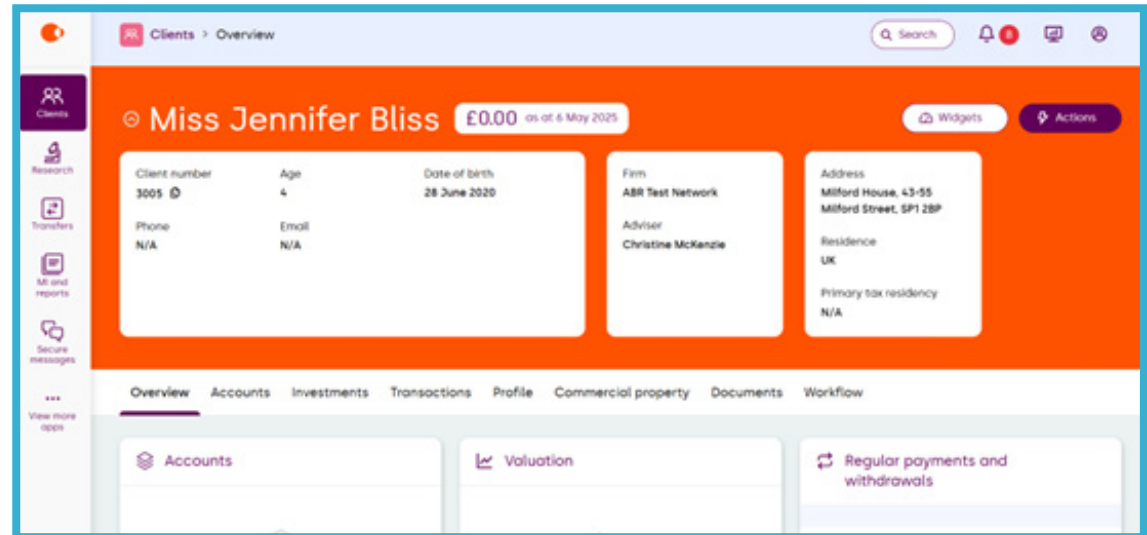 Clients > Overview
Search
8
Clients
Research
Transfers
MI and
reports
Secure
messages
View more
apps
Miss Jennifer Bliss £0.00 as at 6 May 2025
Widgets
Actions
Client number Age Date of birth
3005 4 28 June 2020
Phone Email
N/A N/A
Firm
ABR Test Network
Adviser
Christine McKenzie
Address
Milford House, 43-55
Milford Street, SP1 2BP
Residence
UK
Primary tax residency
N/A
Overview Accounts Investments Transactions Profile Commercial property Documents Workflow
Accounts
Valuation
Regular payments and
withdrawals